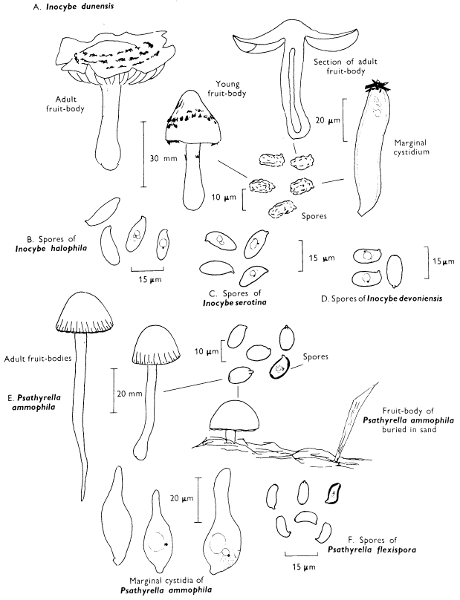 A. Inocybe dunensis
Adult
fruit-body
Young
fruit-body
Section of adult
fruit-body
30 mm
20 μm
Marginal
cystidium
10 μm
Spores
B. Spores of
Inocybe halophila
15 μm
C. Spores of
Inocybe serotina
15 μm
D. Spores of Inocybe devoniensis
15 μm
Adult fruit-bodies
E. Psathyrella
ammophila
20 mm
10 μm
Spores
Fruit-body of
Psathyrella ammophila
buried in sand
20 μm
Marginal cystidia of
Psathyrella ammophila
F. Spores of
Psathyrella flexispora
15 μm